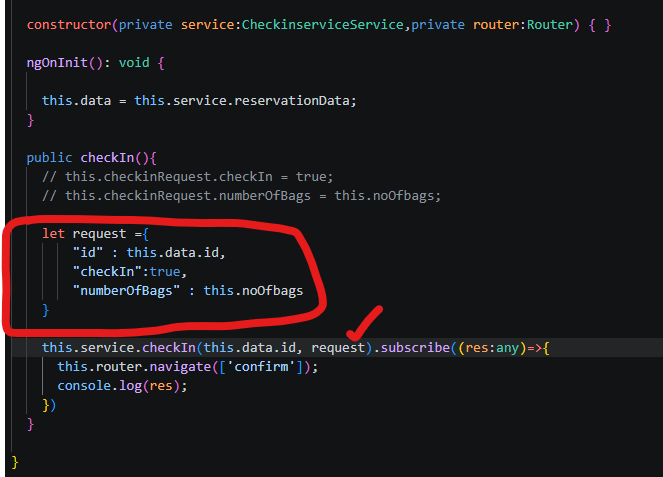 constructor(private service:CheckinserviceService,private router:Router) { }
ngOnInit(): void {
this.data = this.service.reservationData;
}
public checkIn(){
// this.checkinRequest.checkIn = true;
// this.checkinRequest.numberOfBags = this.noOfbags;
let request ={
"id" : this.data.id,
"checkIn":true,
"numberOfBags" : this.noOfbags
}
this.service.checkIn(this.data.id, request).subscribe((res:any)=>{
this.router.navigate(['confirm']);
console.log(res);
})
}
}